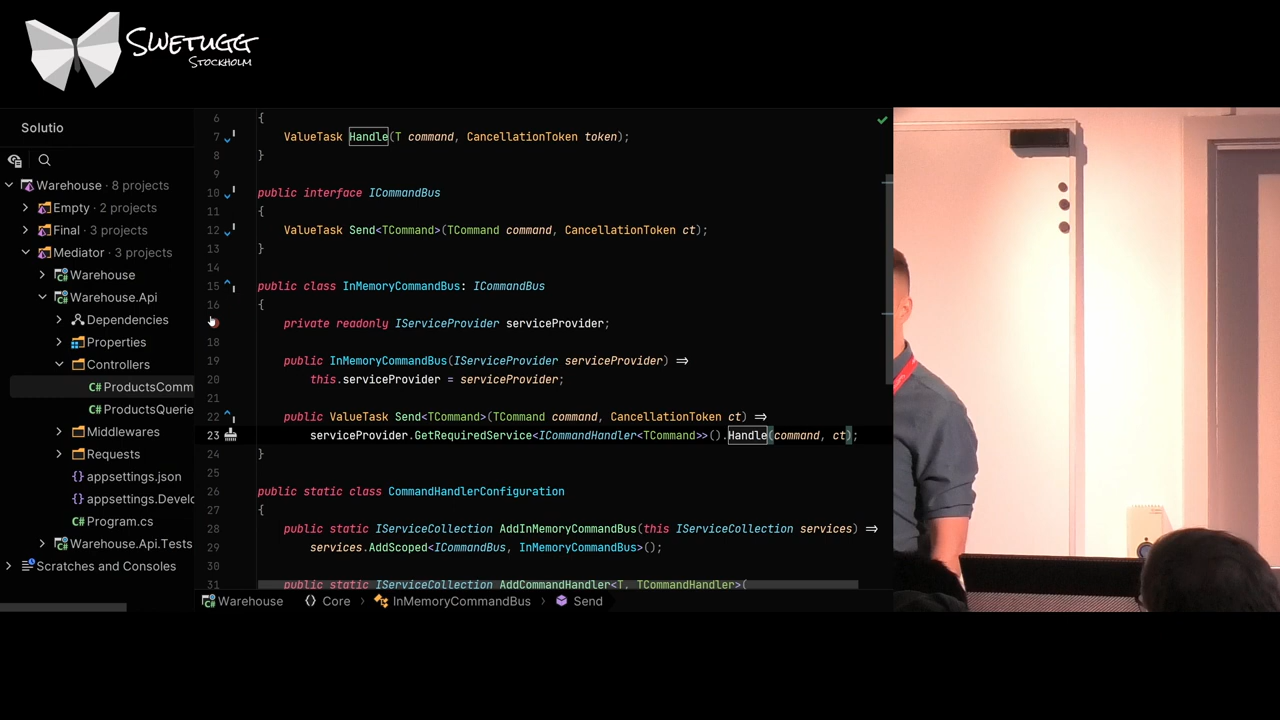 SWETUGG
STOCKHOLM
Solutio
Warehouse · 8 projects
Empty · 2 projects
Final · 3 projects
Mediator · 3 projects
Warehouse
Warehouse.Api
Dependencies
Properties
Controllers
C# ProductsComm
C# ProductsQuerie
Middlewares
Requests
{} appsettings.json
{} appsettings.Develo
C# Program.cs
Warehouse.Api.Tests
Scratches and Consoles
6 {
7 ValueTask Handle(T command, CancellationToken token);
8 }
9
10 public interface ICommandBus
11 {
12 ValueTask Send<TCommand>(TCommand command, CancellationToken ct);
13 }
14
15 public class InMemoryCommandBus: ICommandBus
16 {
private readonly IServiceProvider serviceProvider;
18
19 public InMemoryCommandBus(IServiceProvider serviceProvider) =>
20 this.serviceProvider = serviceProvider;
21
22 public ValueTask Send<TCommand>(TCommand command, CancellationToken ct) =>
23 serviceProvider.GetRequiredService<ICommandHandler<TCommand>>().Handle(command, ct);
24 }
25
26 public static class CommandHandlerConfiguration
27 {
28 public static IServiceCollection AddInMemoryCommandBus(this IServiceCollection services) =>
29 services.AddScoped<ICommandBus, InMemoryCommandBus>();
30
31 public static IServiceCollection AddCommandHandler<T, TCommandHandler>(
Warehouse {} Core > InMemoryCommandBus > Send